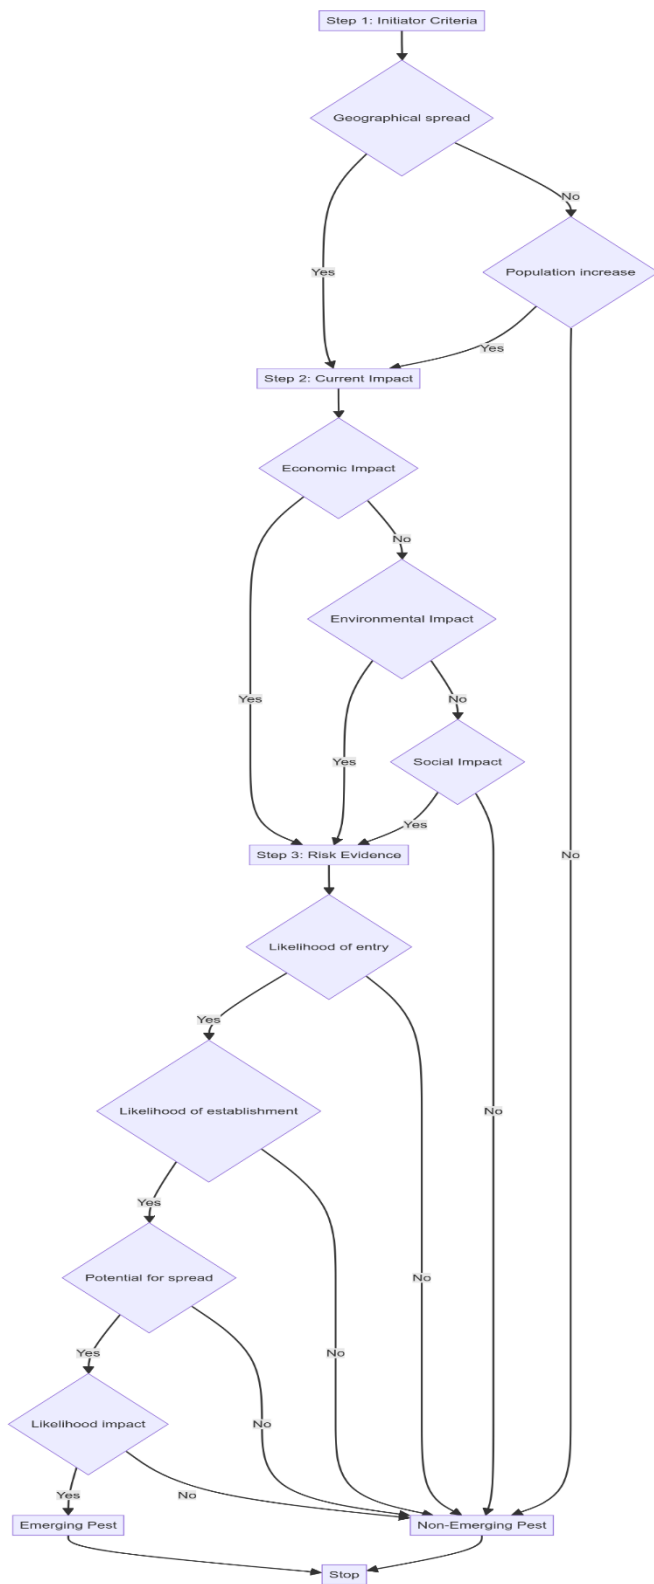 Step 1: Initiator Criteria
Geographical spread
No
Yes
Population increase
Yes
Step 2: Current Impact
Economic Impact
No
Environmental Impact
Yes
No
Yes
Social Impact
Yes
Step 3: Risk Evidence
No
Likelihood of entry
Yes
Likelihood of establishment
No
Yes
Potential for spread
No
Yes
No
Likelihood impact
No
Yes
No
Emerging Pest
Non-Emerging Pest
Stop